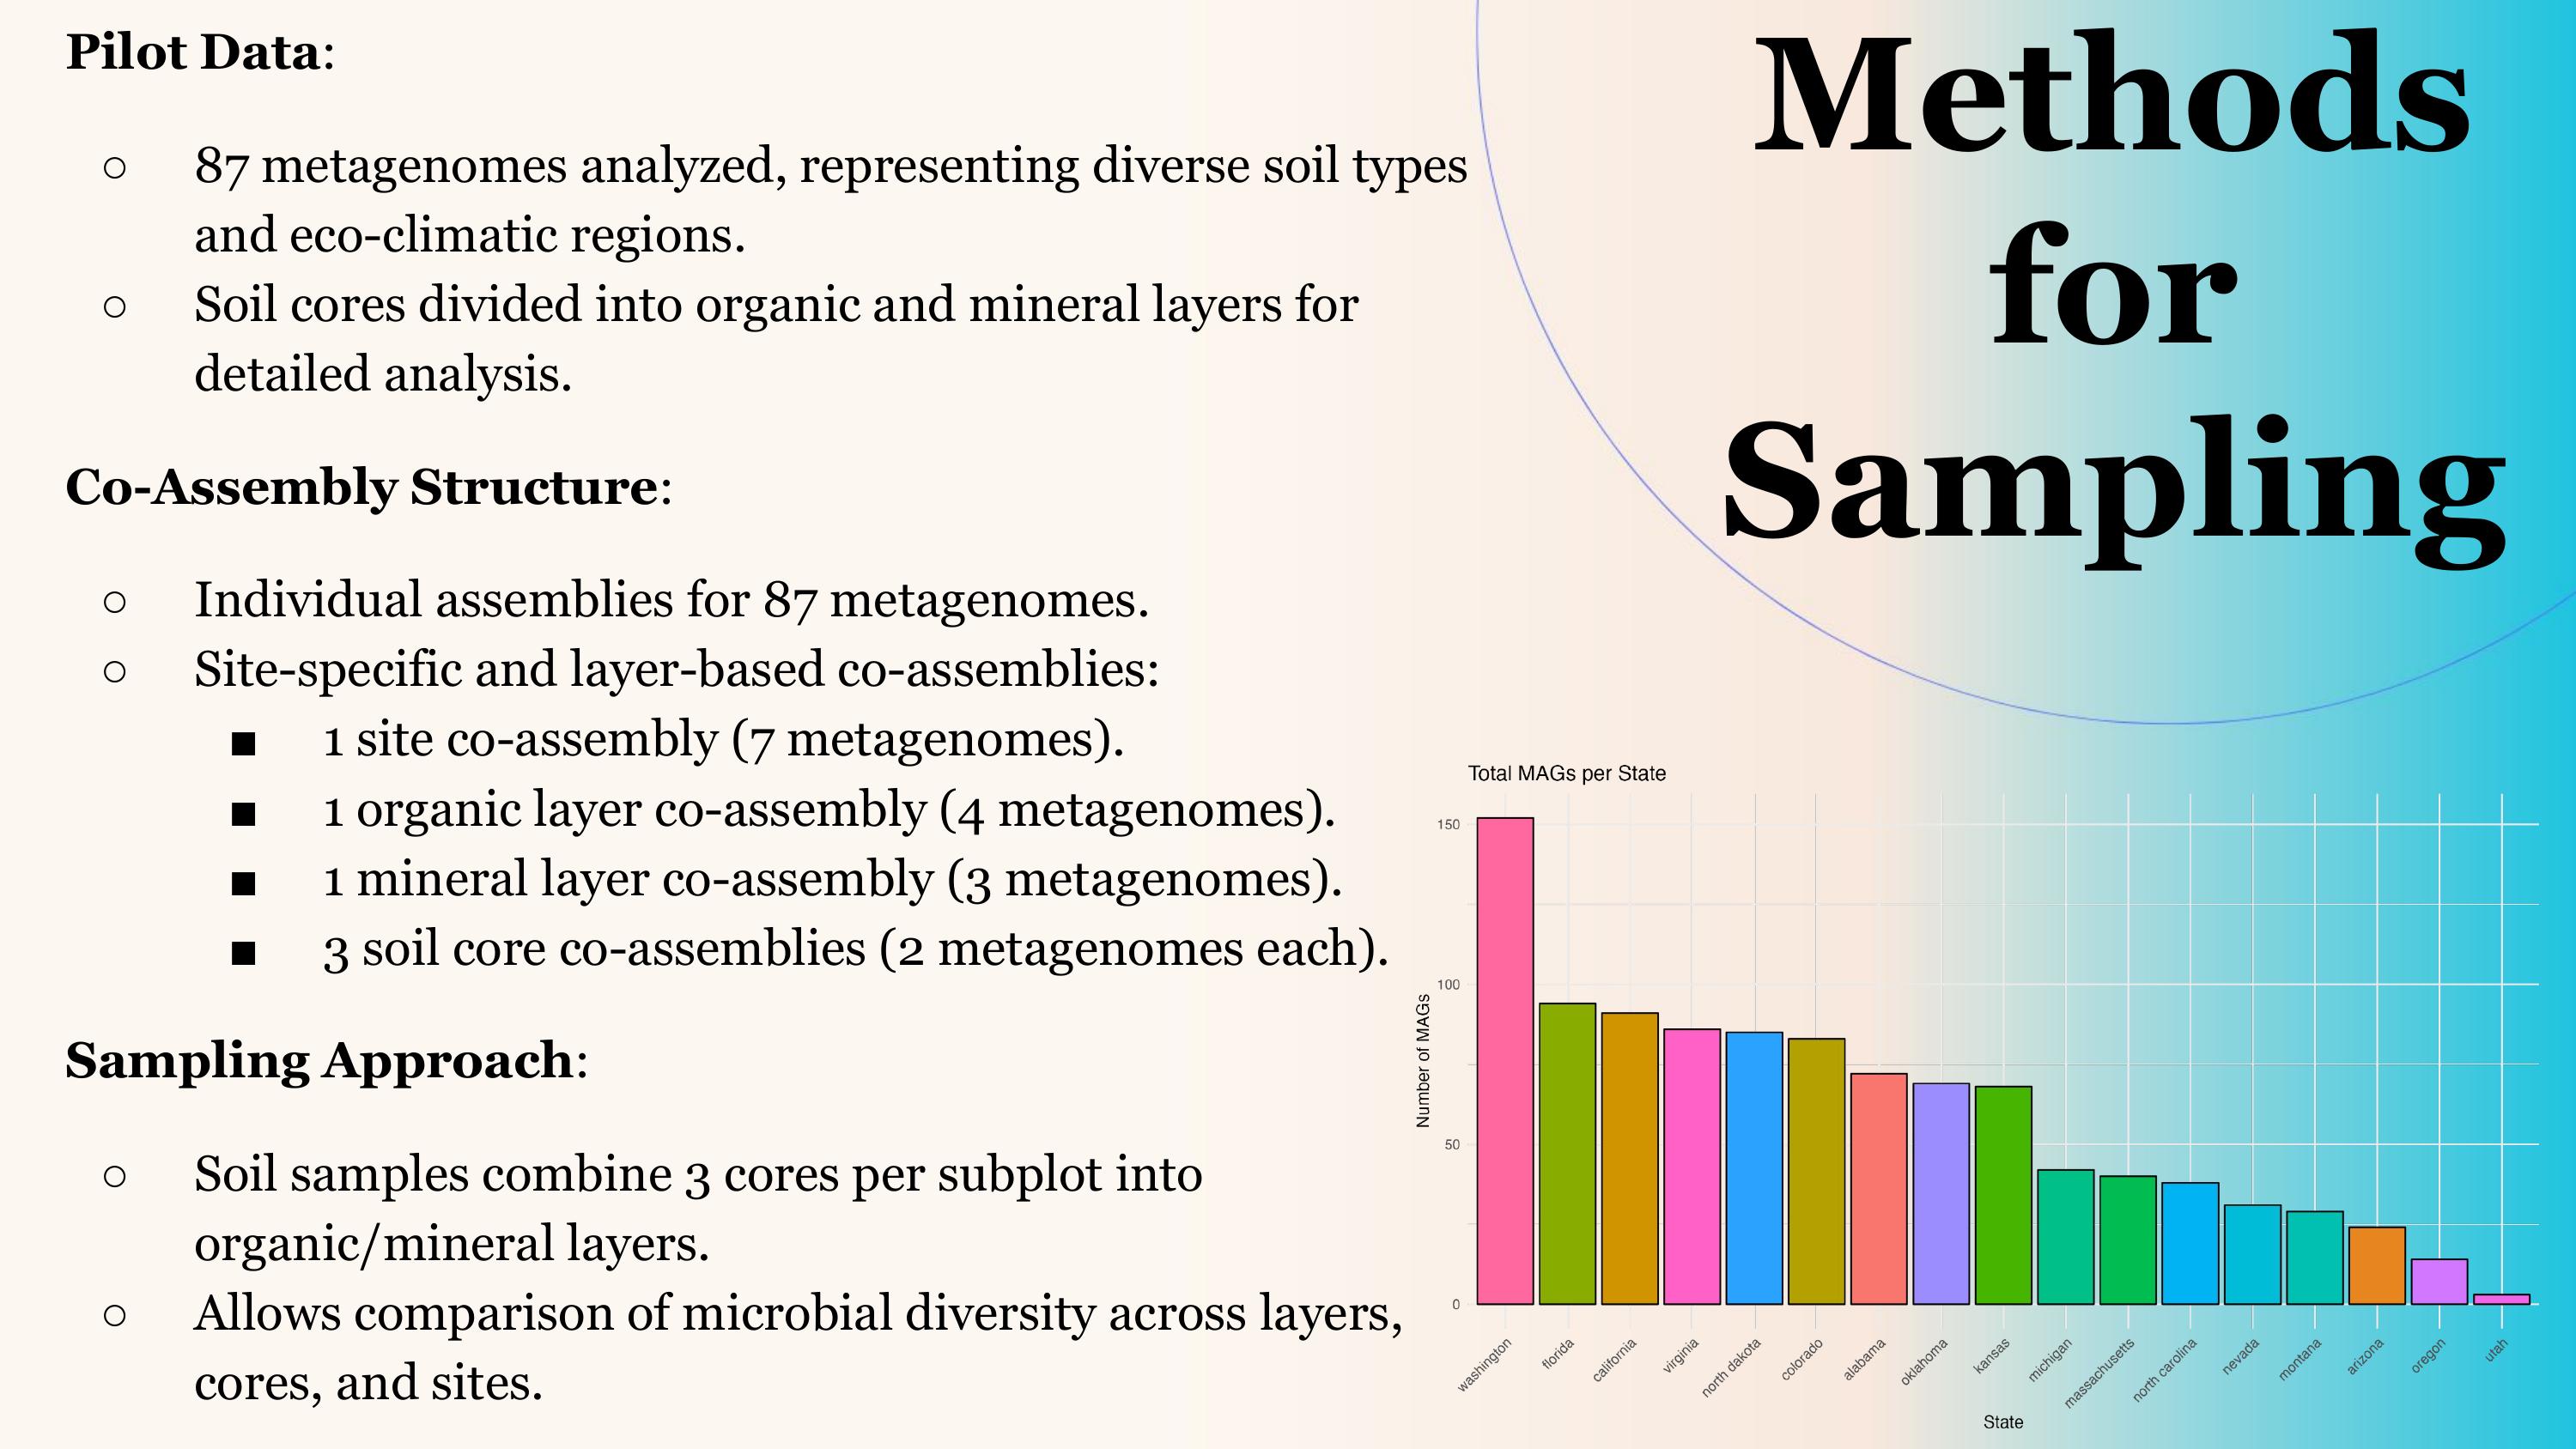 Pilot Data:
○ 87 metagenomes analyzed, representing diverse soil types
and eco-climatic regions.
○ Soil cores divided into organic and mineral layers for
detailed analysis.
Co-Assembly Structure:
○ Individual assemblies for 87 metagenomes.
○ Site-specific and layer-based co-assemblies:
■ 1 site co-assembly (7 metagenomes).
■ 1 organic layer co-assembly (4 metagenomes).
■ 1 mineral layer co-assembly (3 metagenomes).
■ 3 soil core co-assemblies (2 metagenomes each).
Sampling Approach:
○ Soil samples combine 3 cores per subplot into
organic/mineral layers.
○ Allows comparison of microbial diversity across layers,
cores, and sites.
Methods
for
Sampling
Total MAGs per State
Number of MAGs
150
100
50
0
washington
florida
california
virginia
north dakota
colorado
alabama
oklahoma
kansas
michigan
massachusetts
north carolina
nevada
montana
arizona
oregon
utah
State